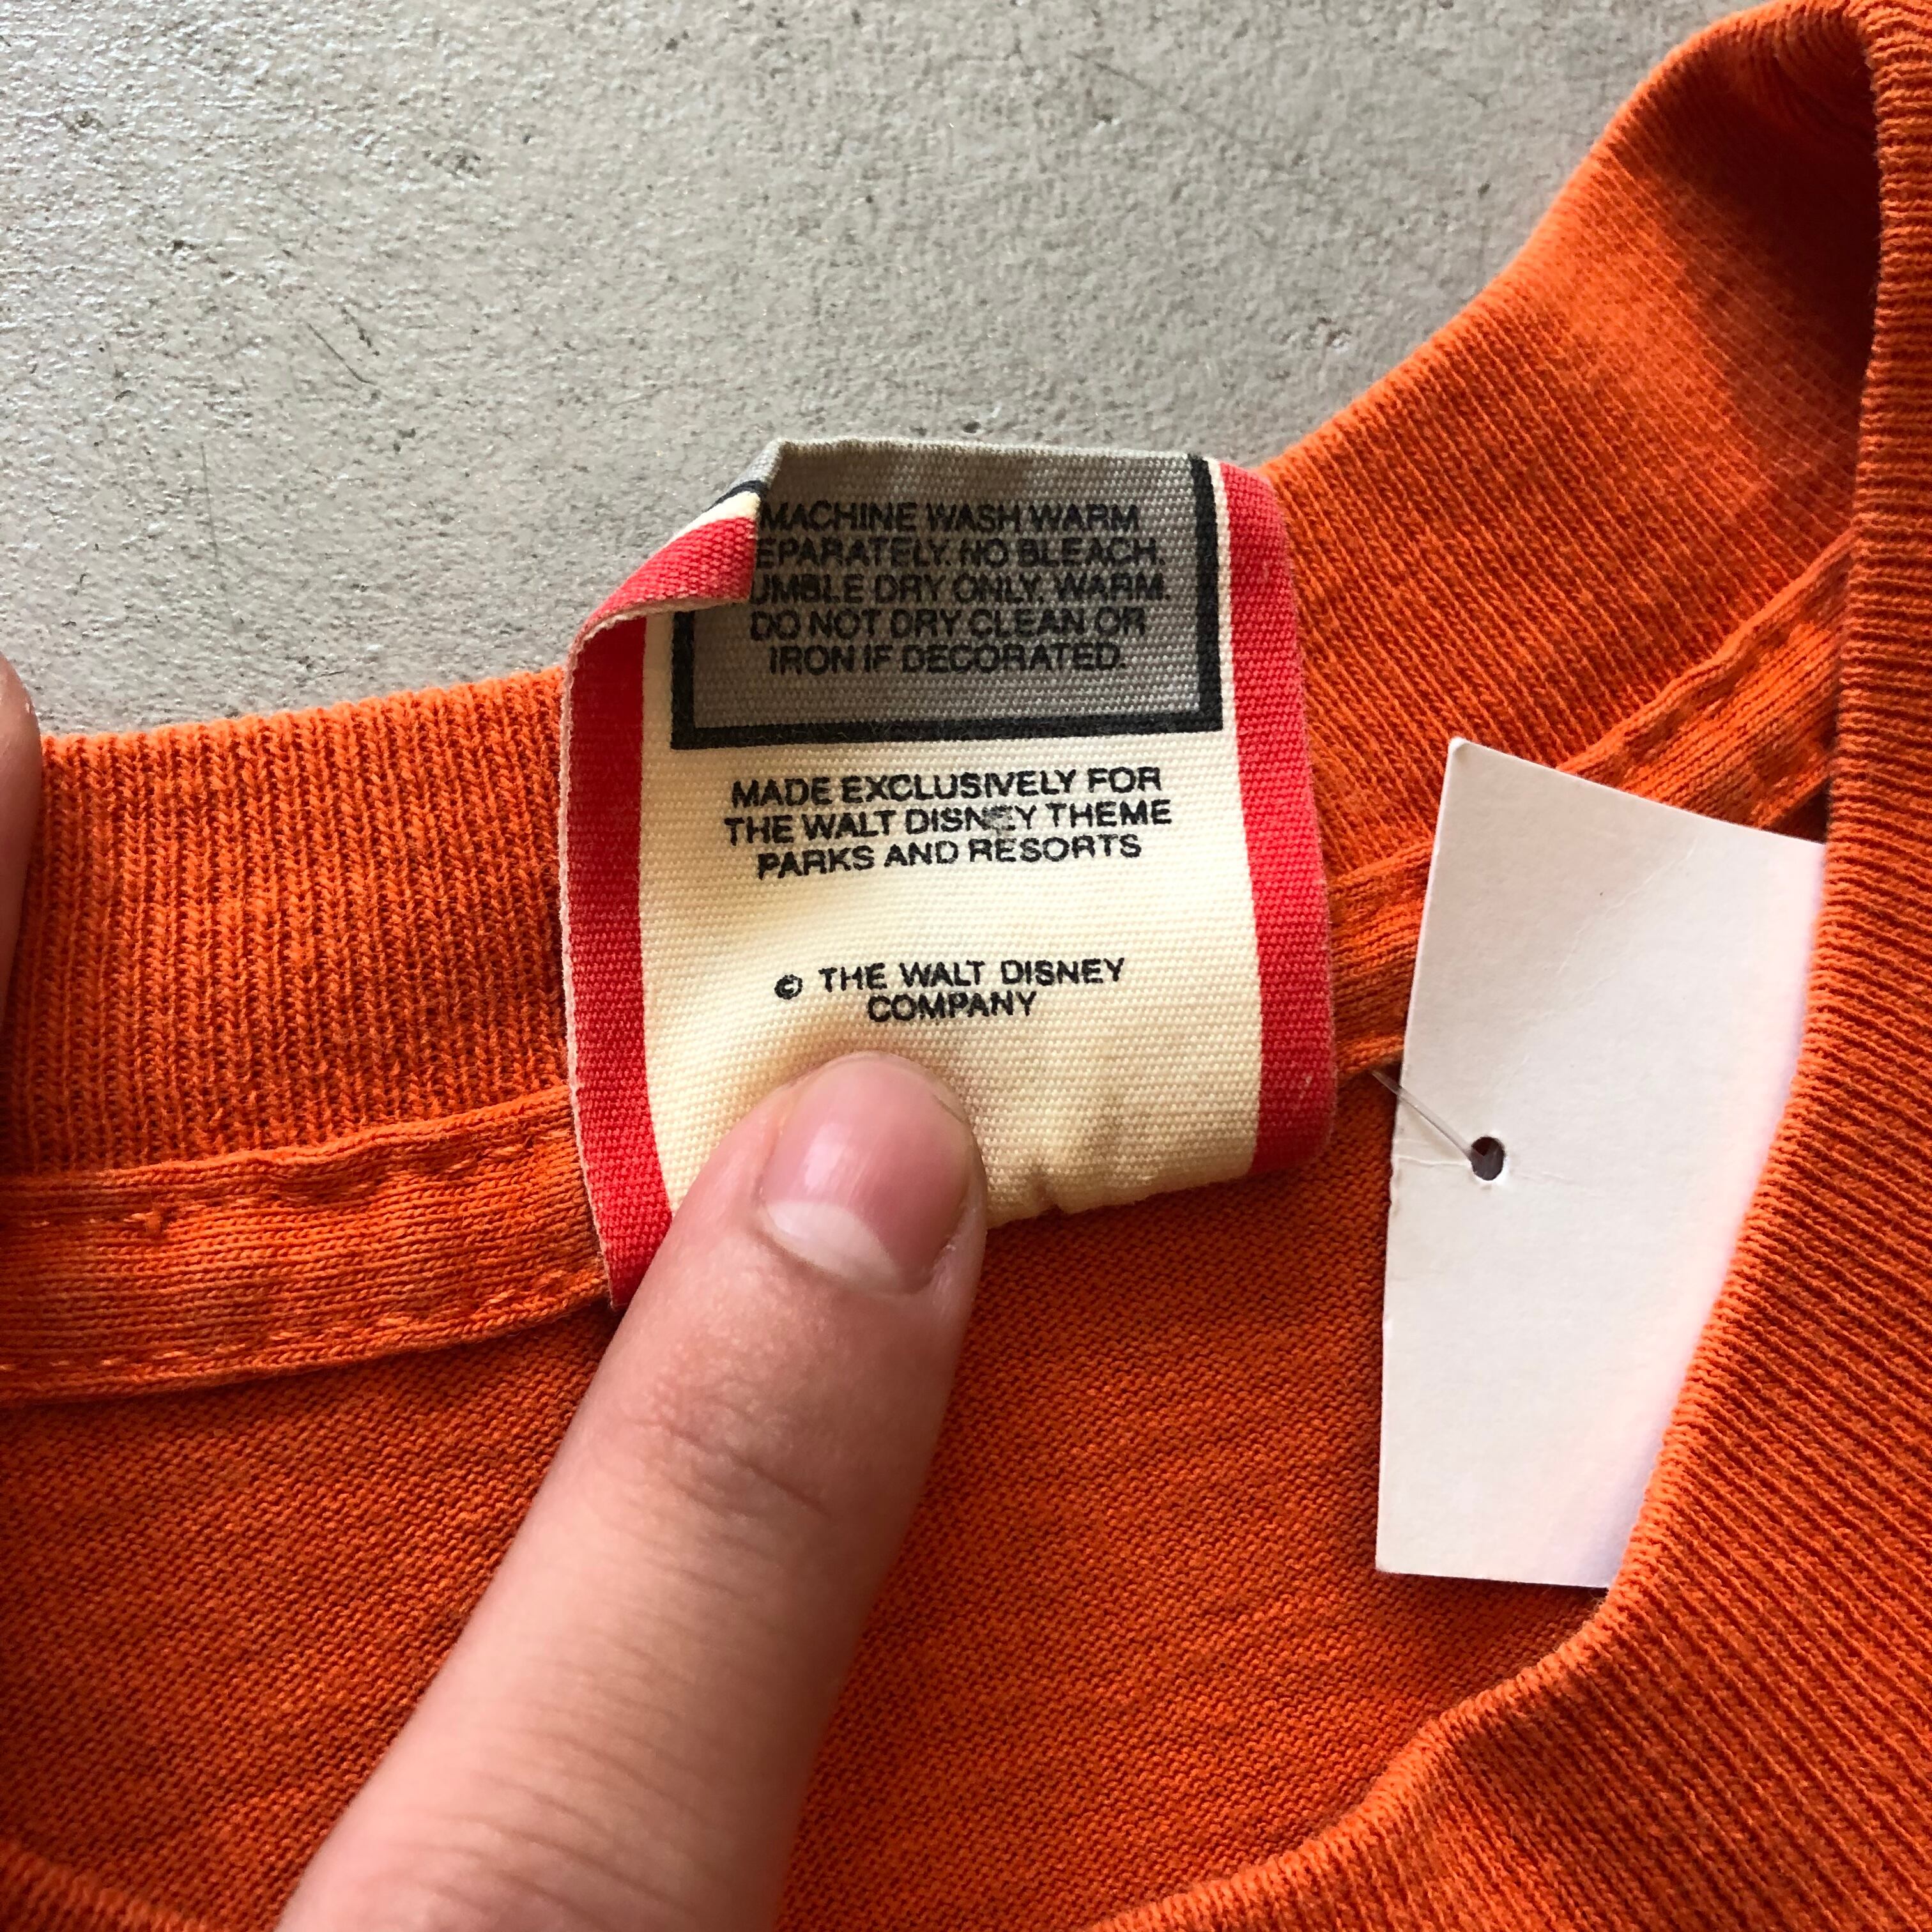 MACHINE WASH WARM
EPARATELY. NO BLEACH.
UMBLE DRY ONLY, WARM.
DO NOT DRY CLEAN OR
IRON IF DECORATED.
MADE EXCLUSIVELY FOR
THE WALT DISNEY THEME
PARKS AND RESORTS
© THE WALT DISNEY
COMPANY